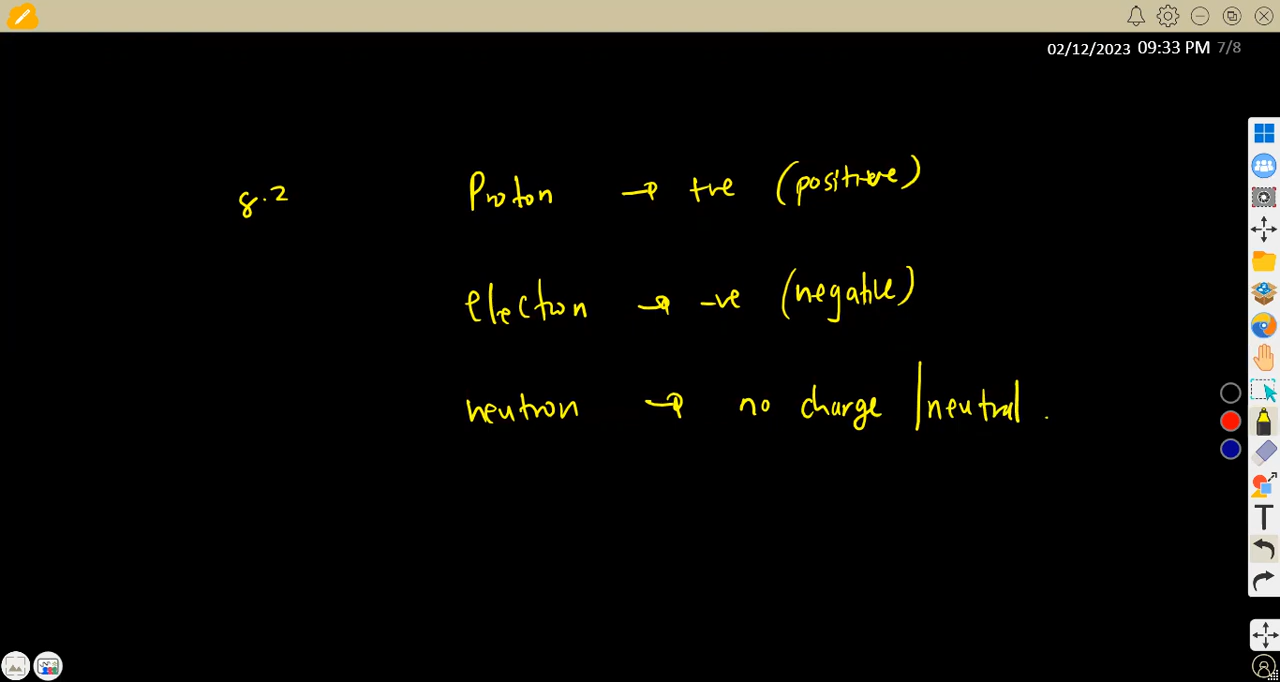 02/12/2023 09:33 PM 7/8
8.2 Proton → +ve (positive)
electron → -ve (negative)
neutron → no charge | neutral .
T